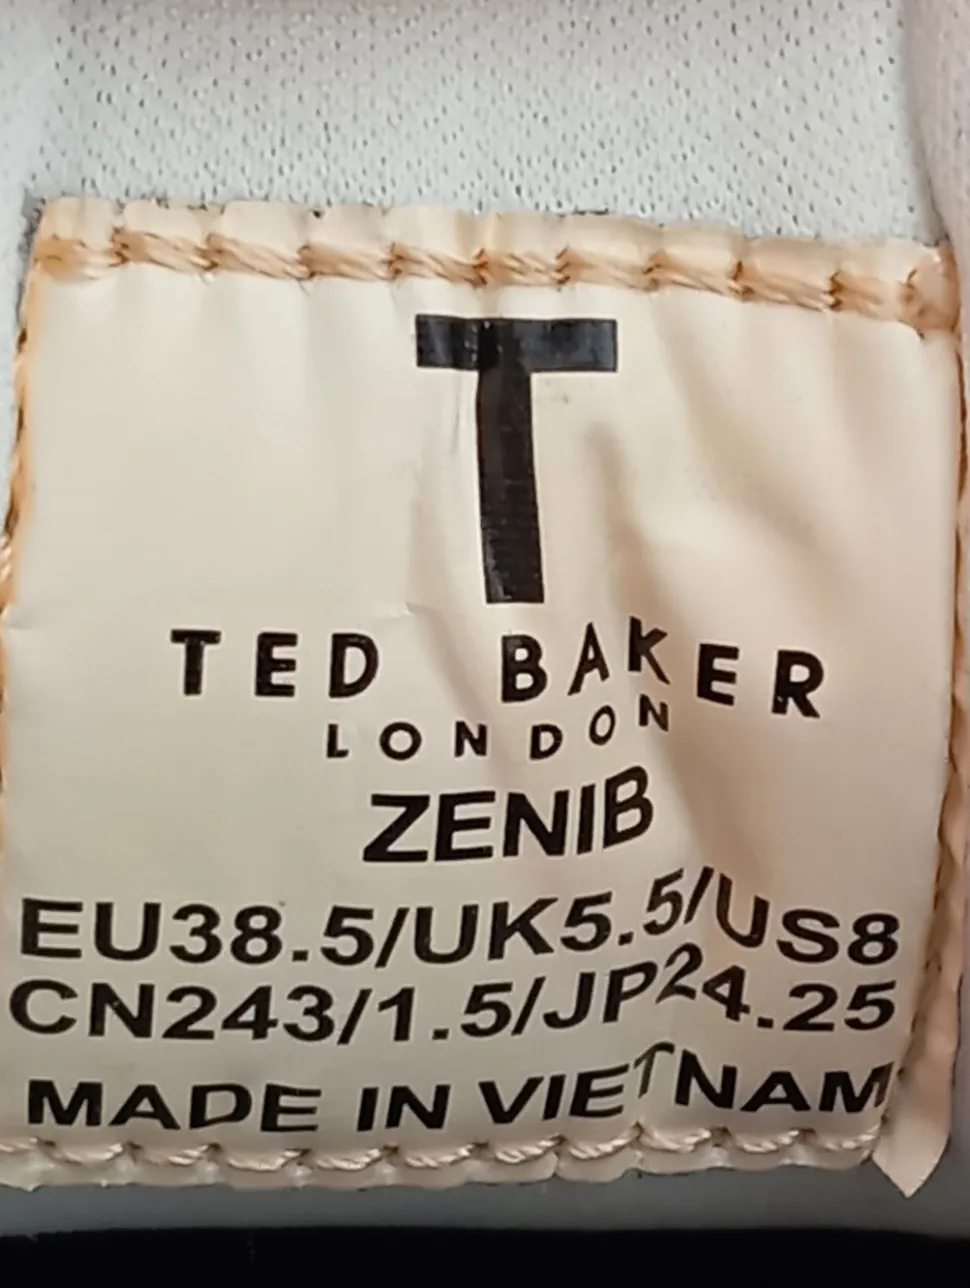 T
TED BAKER
LONDON
ZENIB
EU38.5/UK5.5/US8
CN243/1.5/JP24.25
MADE IN VIETNAM